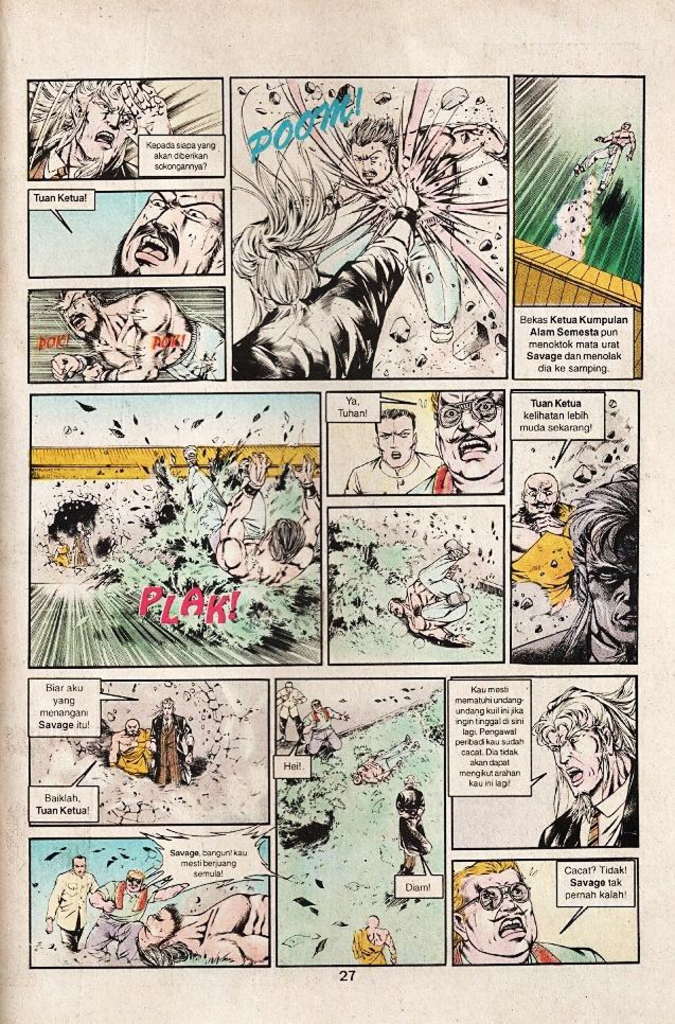 Kepada siapa yang
akan diberikan
sokongannya?
Tuan Ketua!
POK!
POK!
POOM!
Bekas Ketua Kumpulan
Alam Semesta pun
menotok mata urat
Savage dan menolak
dia ke samping.
PLAK!
Ya,
Tuhan!
Tuan Ketua
kelihatan lebih
muda sekarang!
Biar aku
yang
menangani
Savage itu!
Baiklah,
Tuan Ketua!
Savage, bangun! kau
mesti berjuang
semula!
Hei!
Diam!
Kau mesti
mematuhi undang-
undang kuil ini jika
ingin tinggal di sini
lagi. Pengawal
peribadi kau sudah
cacat. Dia tidak
akan dapat
mengikut arahan
kau ini lagi!
Cacat? Tidak!
Savage tak
pernah kalah!
27